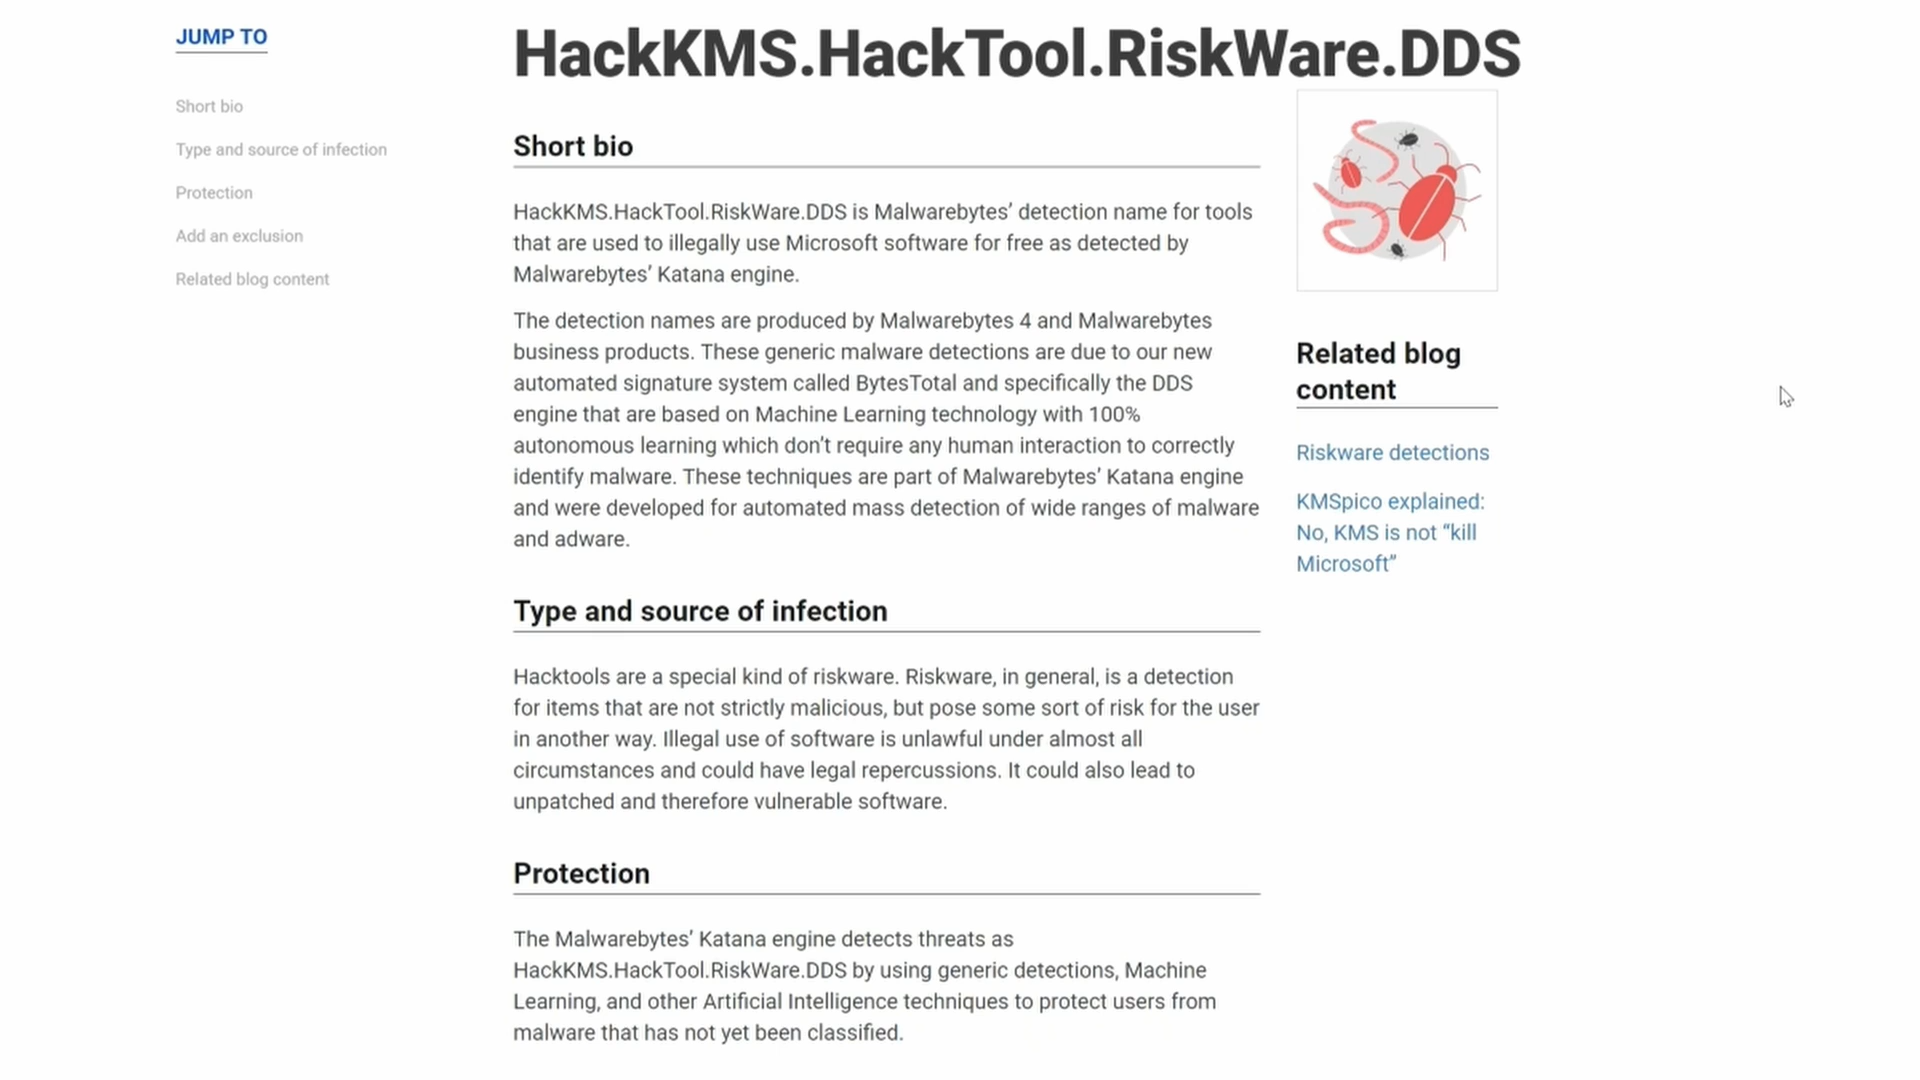 JUMP TO
Short bio
Type and source of infection
Protection
Add an exclusion
Related blog content
HackKMS.HackTool.RiskWare.DDS
Short bio
HackKMS.HackTool.RiskWare.DDS is Malwarebytes’ detection name for tools
that are used to illegally use Microsoft software for free as detected by
Malwarebytes’ Katana engine.
The detection names are produced by Malwarebytes 4 and Malwarebytes
business products. These generic malware detections are due to our new
automated signature system called BytesTotal and specifically the DDS
engine that are based on Machine Learning technology with 100%
autonomous learning which don’t require any human interaction to correctly
identify malware. These techniques are part of Malwarebytes’ Katana engine
and were developed for automated mass detection of wide ranges of malware
and adware.
Type and source of infection
Hacktools are a special kind of riskware. Riskware, in general, is a detection
for items that are not strictly malicious, but pose some sort of risk for the user
in another way. Illegal use of software is unlawful under almost all
circumstances and could have legal repercussions. It could also lead to
unpatched and therefore vulnerable software.
Protection
The Malwarebytes’ Katana engine detects threats as
HackKMS.HackTool.RiskWare.DDS by using generic detections, Machine
Learning, and other Artificial Intelligence techniques to protect users from
malware that has not yet been classified.
Related blog
content
Riskware detections
KMSpico explained:
No, KMS is not “kill
Microsoft”